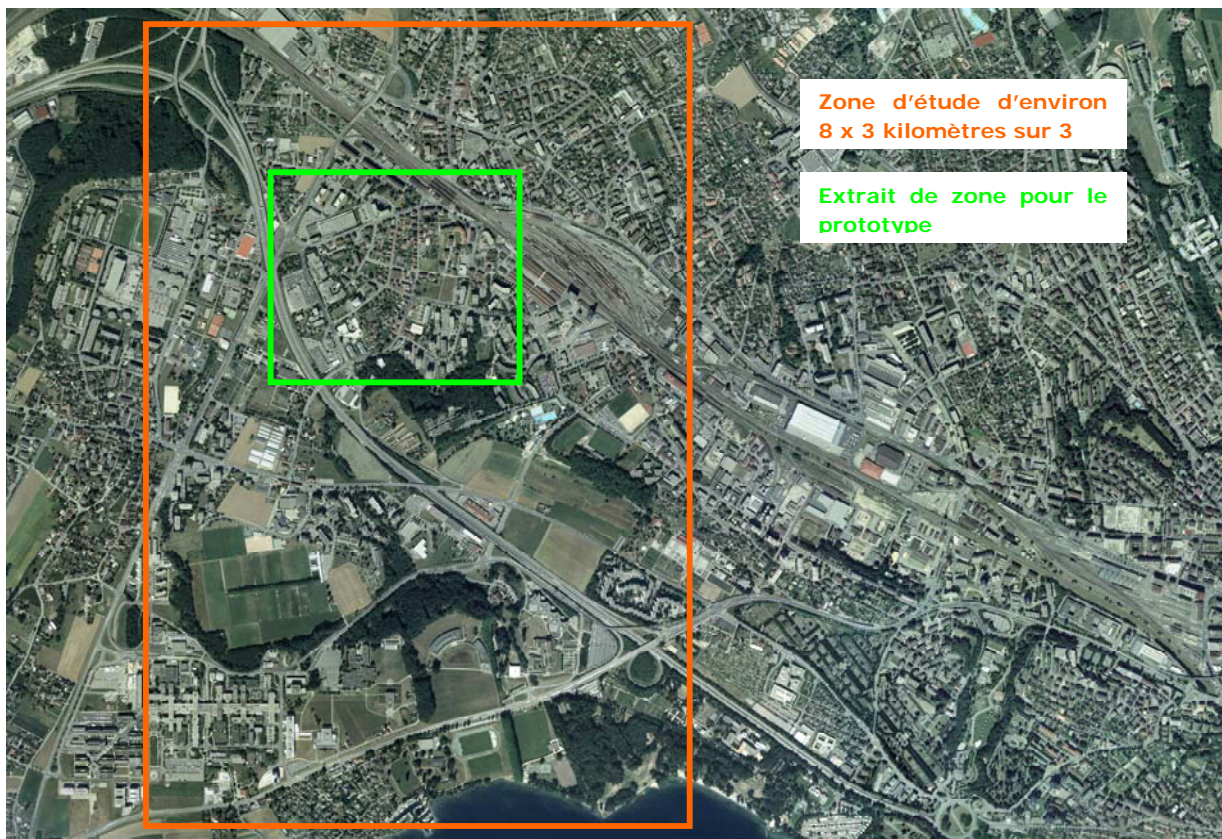 Zone d'étude d'environ
8 x 3 kilomètres sur 3
Extrait de zone pour le
prototype